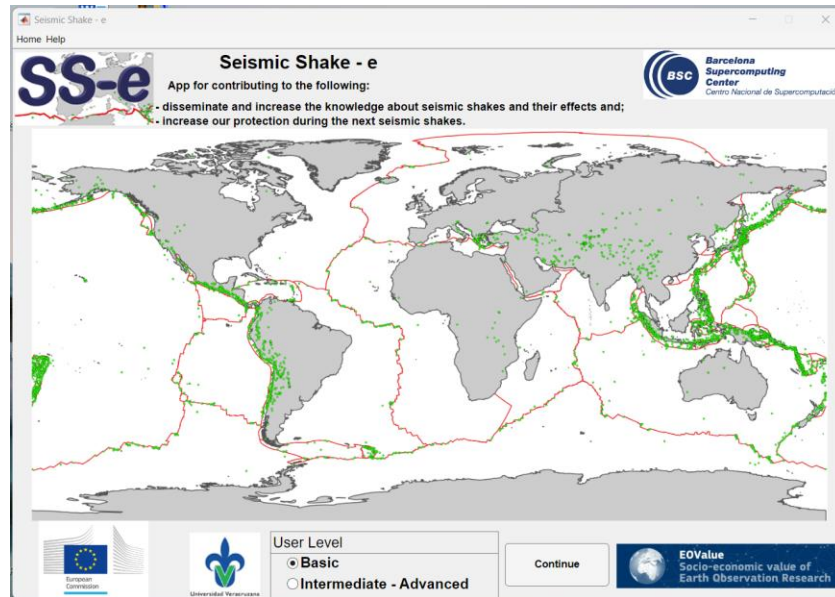 Seismic Shake - e
Home Help
SS-e
Seismic Shake - e
App for contributing to the following:
- disseminate and increase the knowledge about seismic shakes and their effects and;
- increase our protection during the next seismic shakes.
BSC
Barcelona
Supercomputing
Center
Centro Nacional de Supercomputació
European
Commission
Universidad Veracruzana
User Level
Basic
Intermediate - Advanced
Continue
EOValue
Socio-economic value of
Earth Observation Research